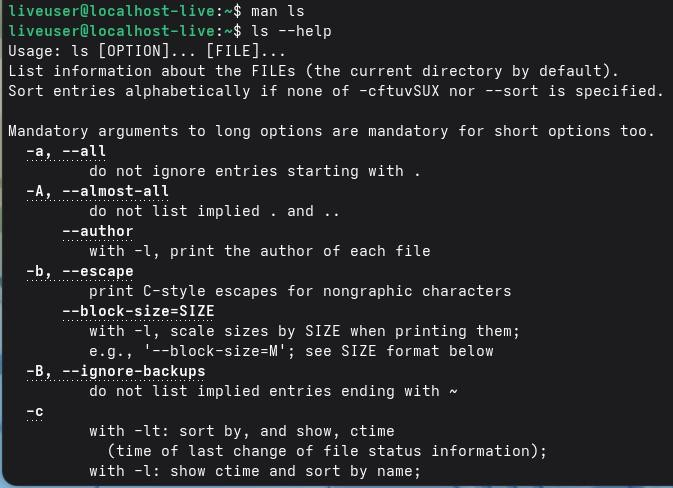 liveuser@localhost-live:~$ man ls
liveuser@localhost-live:~$ ls --help
Usage: ls [OPTION]... [FILE]...
List information about the FILEs (the current directory by default).
Sort entries alphabetically if none of -cftuvSUX nor --sort is specified.

Mandatory arguments to long options are mandatory for short options too.
  -a, --all
         do not ignore entries starting with .
  -A, --almost-all
         do not list implied . and ..
      --author
         with -l, print the author of each file
  -b, --escape
         print C-style escapes for nongraphic characters
      --block-size=SIZE
         with -l, scale sizes by SIZE when printing them;
         e.g., '--block-size=M'; see SIZE format below
  -B, --ignore-backups
         do not list implied entries ending with ~
  -c
         with -lt: sort by, and show, ctime
           (time of last change of file status information);
         with -l: show ctime and sort by name;